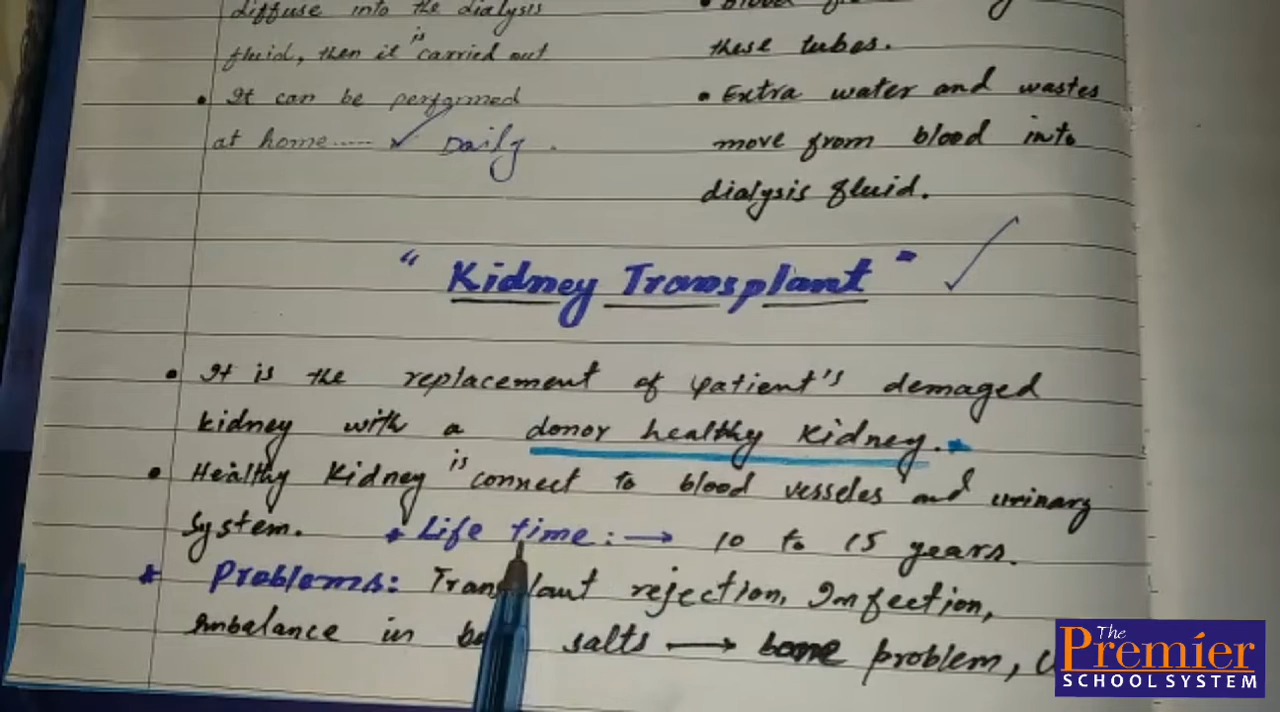 diffuse into the dialysis
fluid, then it is carried out
• It can be performed
at home..... ✓ Daily.
these tubes.
• Extra water and wastes
move from blood into
dialysis fluid.
"Kidney Transplant"
• It is the replacement of patient's demaged
kidney with a donor healthy kidney.
• Healthy Kidney is connect to blood vesseles and urinary
system. * Life time: → 10 to 15 years.
* Problems: Transplant rejection, Infection,
imbalance in salts → bone problem,
The
Premier
SCHOOL SYSTEM